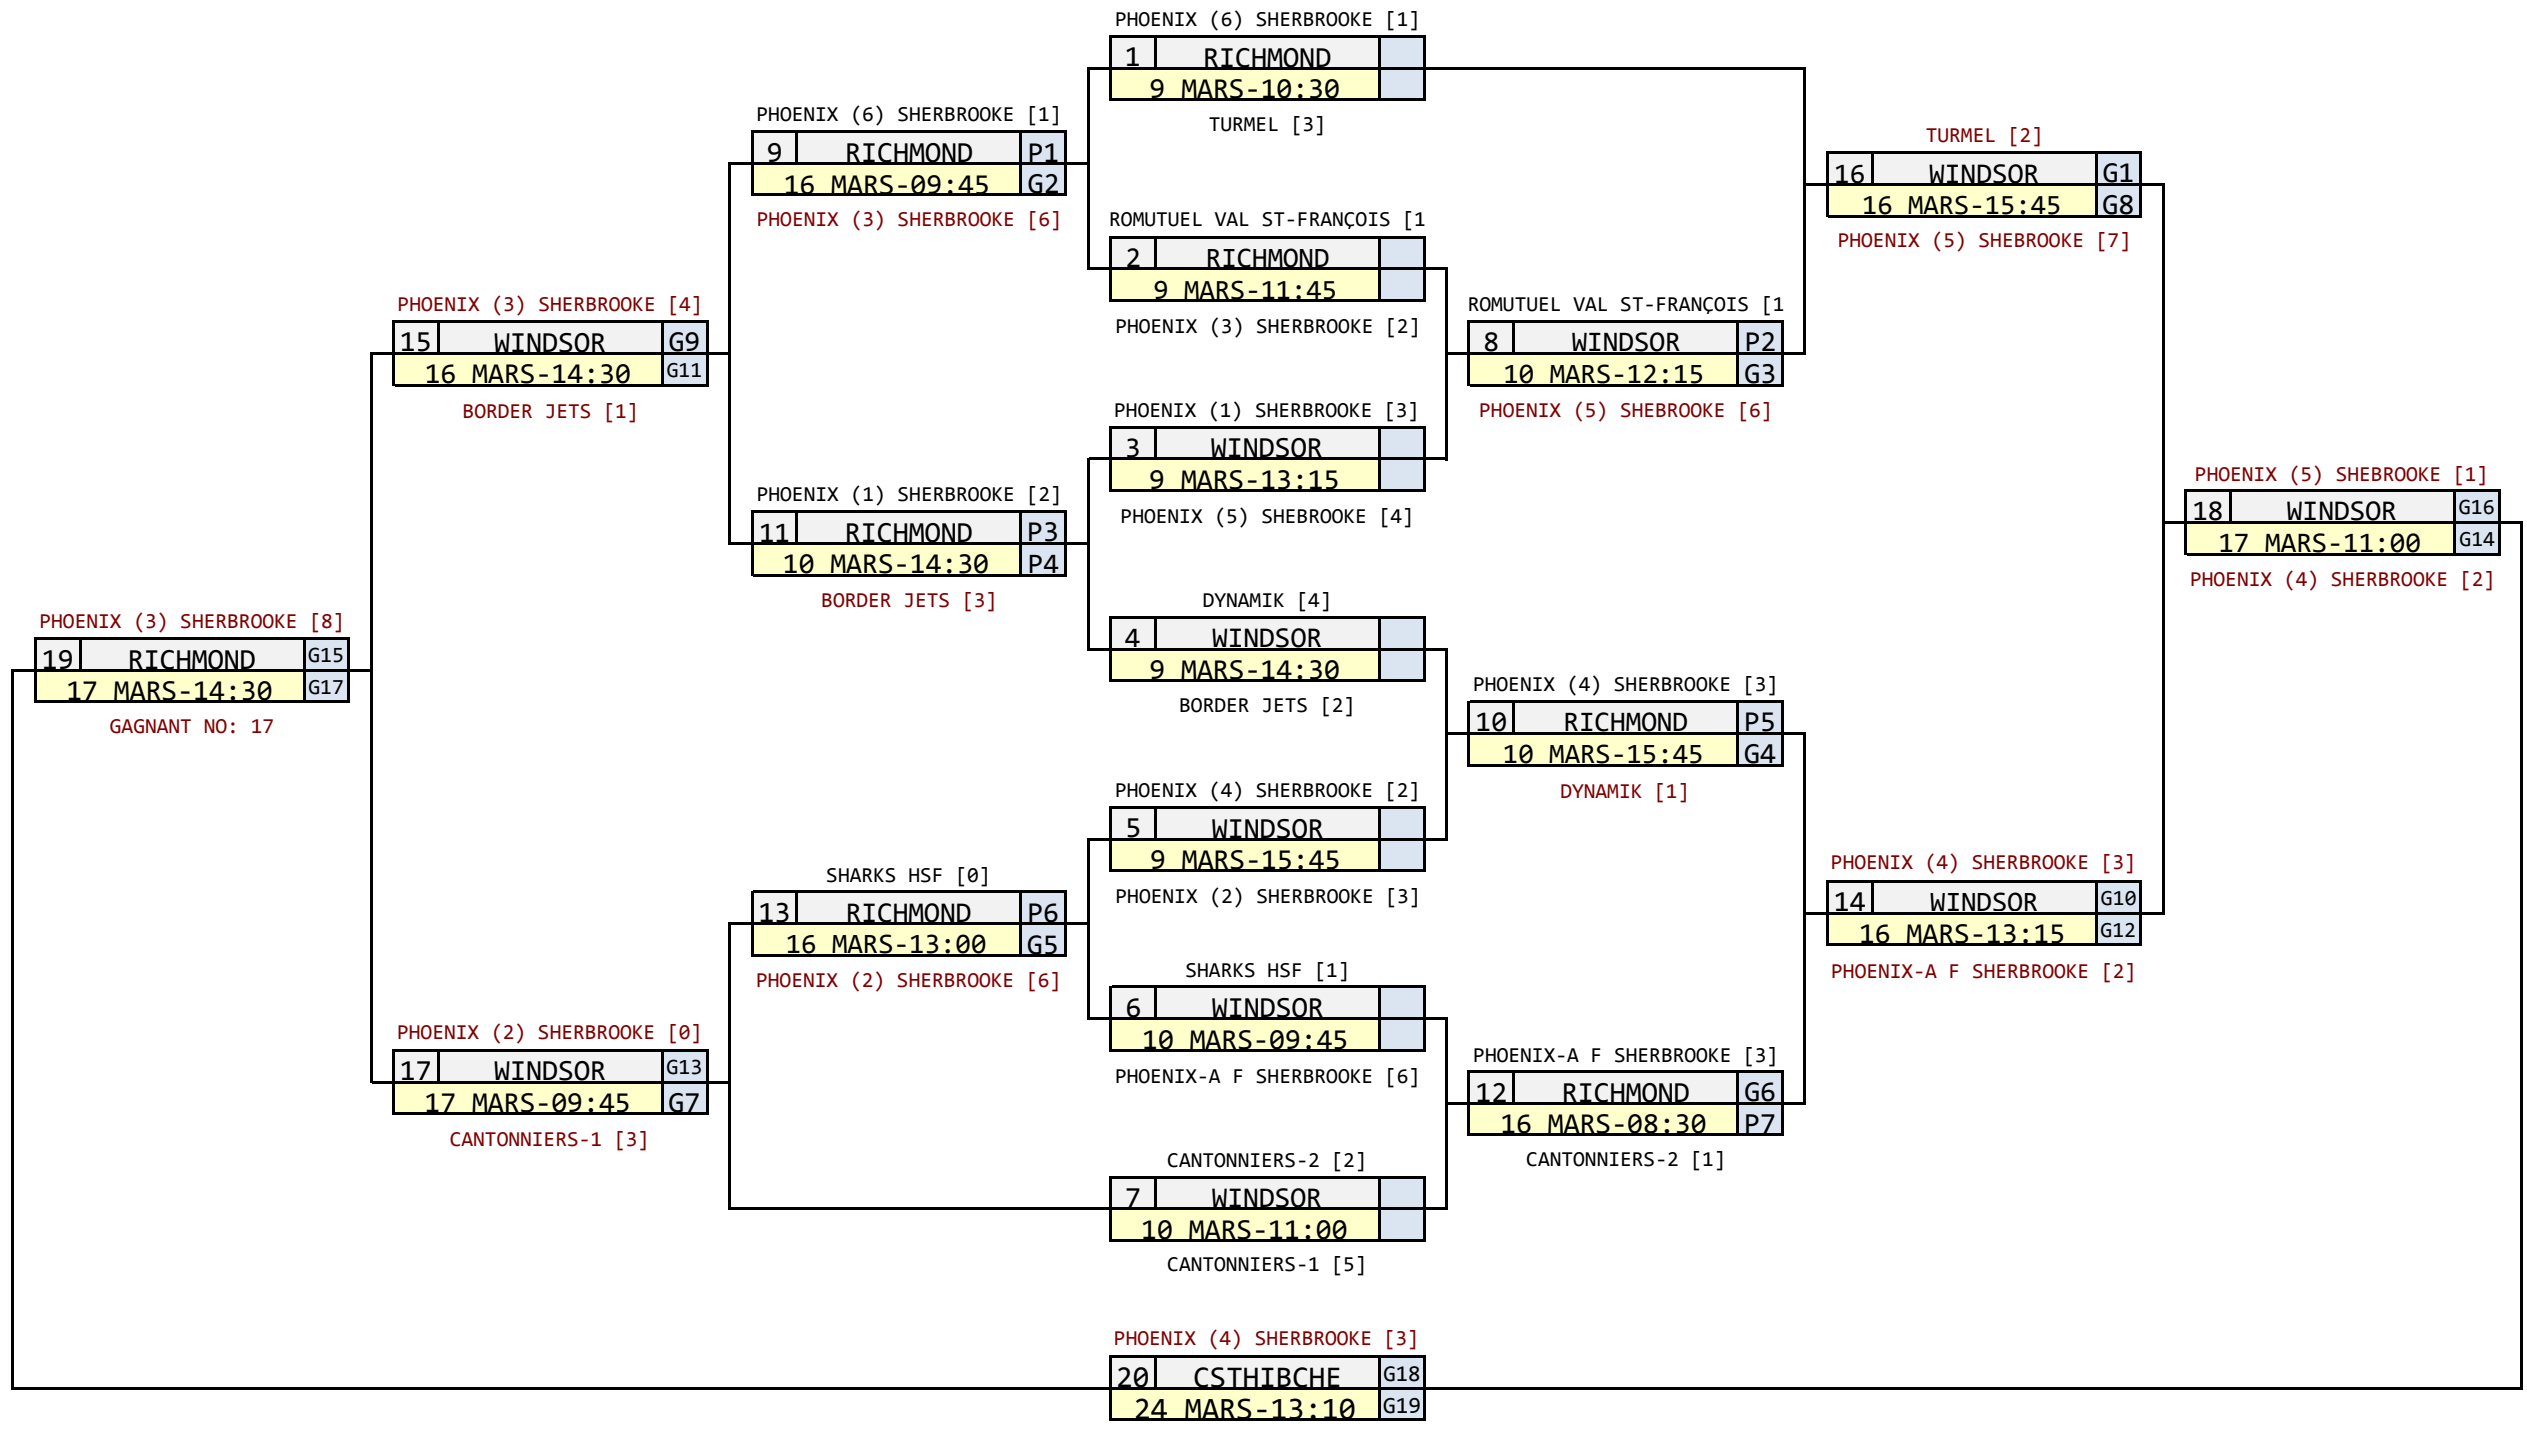 PHOENIX (6) SHERBROOKE [1]
1 RICHMOND
9 MARS-10:30
TURMEL [3]
PHOENIX (6) SHERBROOKE [1]
9 RICHMOND P1
16 MARS-09:45 G2
PHOENIX (3) SHERBROOKE [6]
TURMEL [2]
16 WINDSOR G1
16 MARS-15:45 G8
PHOENIX (5) SHEBROOKE [7]
ROMUTUEL VAL ST-FRANÇOIS [1
2 RICHMOND
9 MARS-11:45
PHOENIX (3) SHERBROOKE [2]
PHOENIX (3) SHERBROOKE [4]
15 WINDSOR G9
16 MARS-14:30 G11
BORDER JETS [1]
ROMUTUEL VAL ST-FRANÇOIS [1
8 WINDSOR P2
10 MARS-12:15 G3
PHOENIX (5) SHEBROOKE [6]
PHOENIX (1) SHERBROOKE [3]
3 WINDSOR
9 MARS-13:15
PHOENIX (5) SHEBROOKE [4]
PHOENIX (5) SHEBROOKE [1]
18 WINDSOR G16
17 MARS-11:00 G14
PHOENIX (4) SHERBROOKE [2]
PHOENIX (1) SHERBROOKE [2]
11 RICHMOND P3
10 MARS-14:30 P4
BORDER JETS [3]
DYNAMIK [4]
4 WINDSOR
9 MARS-14:30
BORDER JETS [2]
PHOENIX (3) SHERBROOKE [8]
19 RICHMOND G15
17 MARS-14:30 G17
GAGNANT NO: 17
PHOENIX (4) SHERBROOKE [3]
10 RICHMOND P5
10 MARS-15:45 G4
DYNAMIK [1]
PHOENIX (4) SHERBROOKE [2]
5 WINDSOR
9 MARS-15:45
PHOENIX (2) SHERBROOKE [3]
SHARKS HSF [0]
13 RICHMOND P6
16 MARS-13:00 G5
PHOENIX (2) SHERBROOKE [6]
PHOENIX (4) SHERBROOKE [3]
14 WINDSOR G10
16 MARS-13:15 G12
PHOENIX-A F SHERBROOKE [2]
SHARKS HSF [1]
6 WINDSOR
10 MARS-09:45
PHOENIX-A F SHERBROOKE [6]
PHOENIX (2) SHERBROOKE [0]
17 WINDSOR G13
17 MARS-09:45 G7
CANTONNIERS-1 [3]
PHOENIX-A F SHERBROOKE [3]
12 RICHMOND G6
16 MARS-08:30 P7
CANTONNIERS-2 [1]
CANTONNIERS-2 [2]
7 WINDSOR
10 MARS-11:00
CANTONNIERS-1 [5]
PHOENIX (4) SHERBROOKE [3]
20 CSTHIBCHE G18
24 MARS-13:10 G19